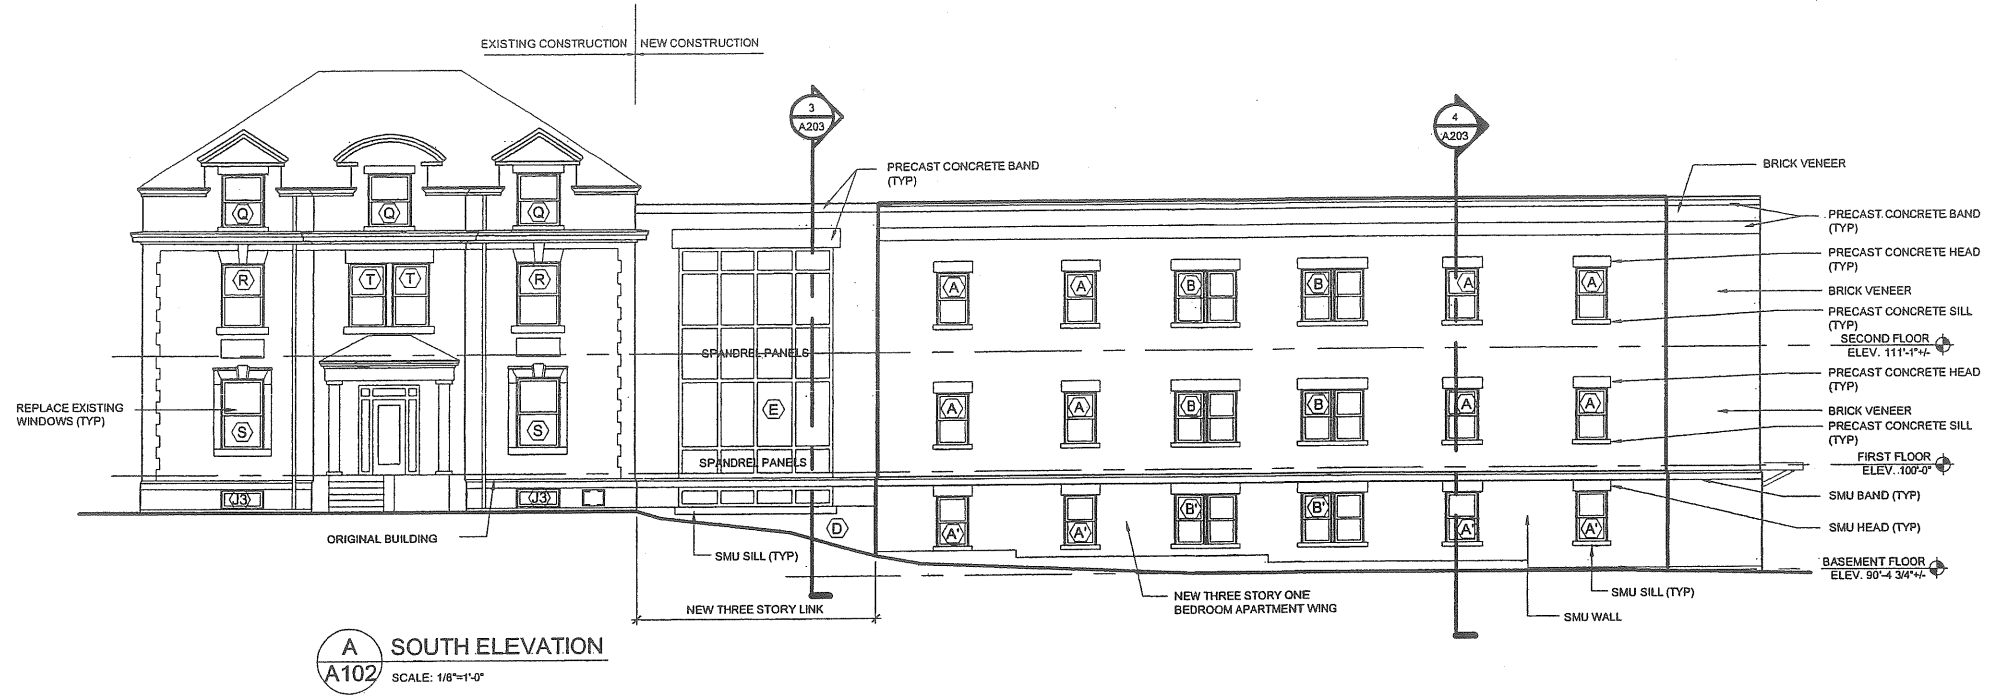 EXISTING CONSTRUCTION
NEW CONSTRUCTION
3
A203
4
A203
PRECAST CONCRETE BAND
(TYP)
BRICK VENEER
PRECAST CONCRETE BAND
(TYP)
PRECAST CONCRETE HEAD
(TYP)
BRICK VENEER
PRECAST CONCRETE SILL
(TYP)
SECOND FLOOR
ELEV. 111'-1"+/-
PRECAST CONCRETE HEAD
(TYP)
BRICK VENEER
PRECAST CONCRETE SILL
(TYP)
FIRST FLOOR
ELEV. 100'-0"
SMU BAND (TYP)
SMU HEAD (TYP)
BASEMENT FLOOR
ELEV. 90'-4 3/4"+/-
Q Q Q
R T T R
A A B B A A
SPANDREL PANELS
REPLACE EXISTING
WINDOWS (TYP)
S S
E
A A B B A A
SPANDREL PANELS
J3 J3
D
A' A' B' B' A' A'
ORIGINAL BUILDING
SMU SILL (TYP)
NEW THREE STORY LINK
NEW THREE STORY ONE
BEDROOM APARTMENT WING
SMU SILL (TYP)
SMU WALL
A
A102
SOUTH ELEVATION
SCALE: 1/8"=1'-0"